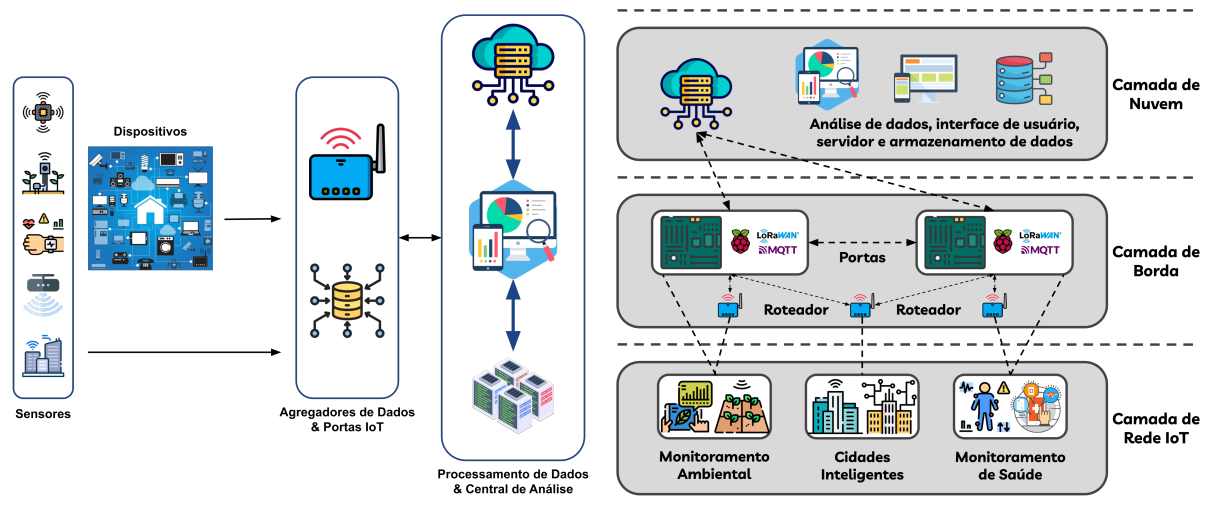 Dispositivos
Sensores
Agregadores de Dados
& Portas IoT
Processamento de Dados
& Central de Análise
Análise de dados, interface de usuário,
servidor e armazenamento de dados
Camada de
Nuvem
LoRaWAN
MQTT
Portas
LoRaWAN
MQTT
Camada de
Borda
Roteador
Roteador
Monitoramento
Ambiental
Cidades
Inteligentes
Monitoramento
de Saúde
Camada de
Rede IoT